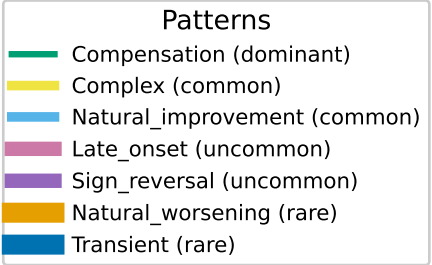 Patterns
Compensation (dominant)
Complex (common)
Natural_improvement (common)
Late_onset (uncommon)
Sign_reversal (uncommon)
Natural_worsening (rare)
Transient (rare)